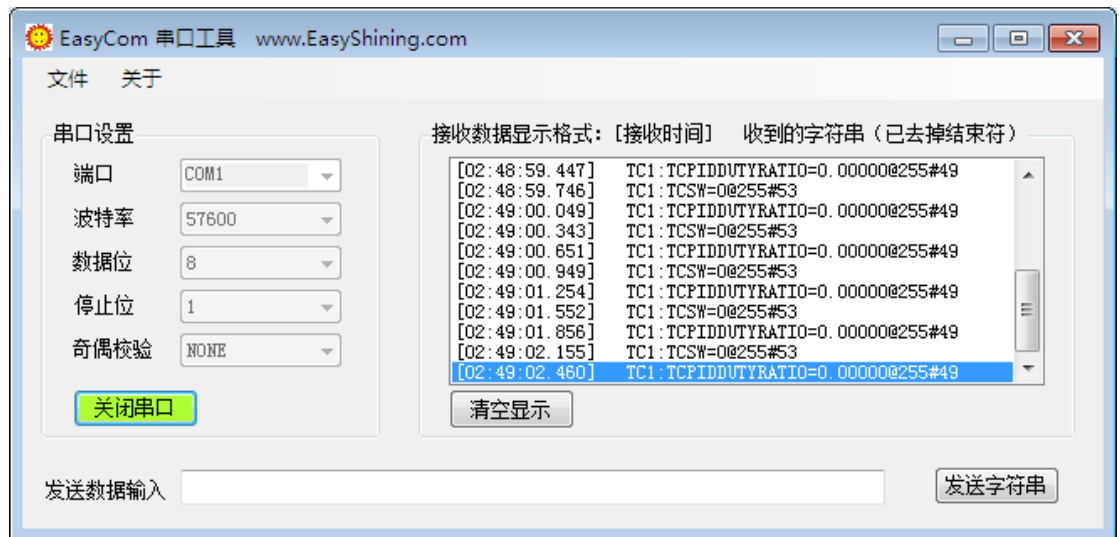 EasyCom 串口工具 www.EasyShining.com
文件 关于
串口设置
端口 COM1
波特率 57600
数据位 8
停止位 1
奇偶校验 NONE
关闭串口
接收数据显示格式：[接收时间] 收到的字符串（已去掉结束符）
[02:48:59.447] TC1:TCPIDDUTYRATIO=0.00000@255#49
[02:48:59.746] TC1:TCSW=0@255#53
[02:49:00.049] TC1:TCPIDDUTYRATIO=0.00000@255#49
[02:49:00.343] TC1:TCSW=0@255#53
[02:49:00.651] TC1:TCPIDDUTYRATIO=0.00000@255#49
[02:49:00.949] TC1:TCSW=0@255#53
[02:49:01.254] TC1:TCPIDDUTYRATIO=0.00000@255#49
[02:49:01.552] TC1:TCSW=0@255#53
[02:49:01.856] TC1:TCPIDDUTYRATIO=0.00000@255#49
[02:49:02.155] TC1:TCSW=0@255#53
[02:49:02.460] TC1:TCPIDDUTYRATIO=0.00000@255#49
清空显示
发送数据输入
发送字符串